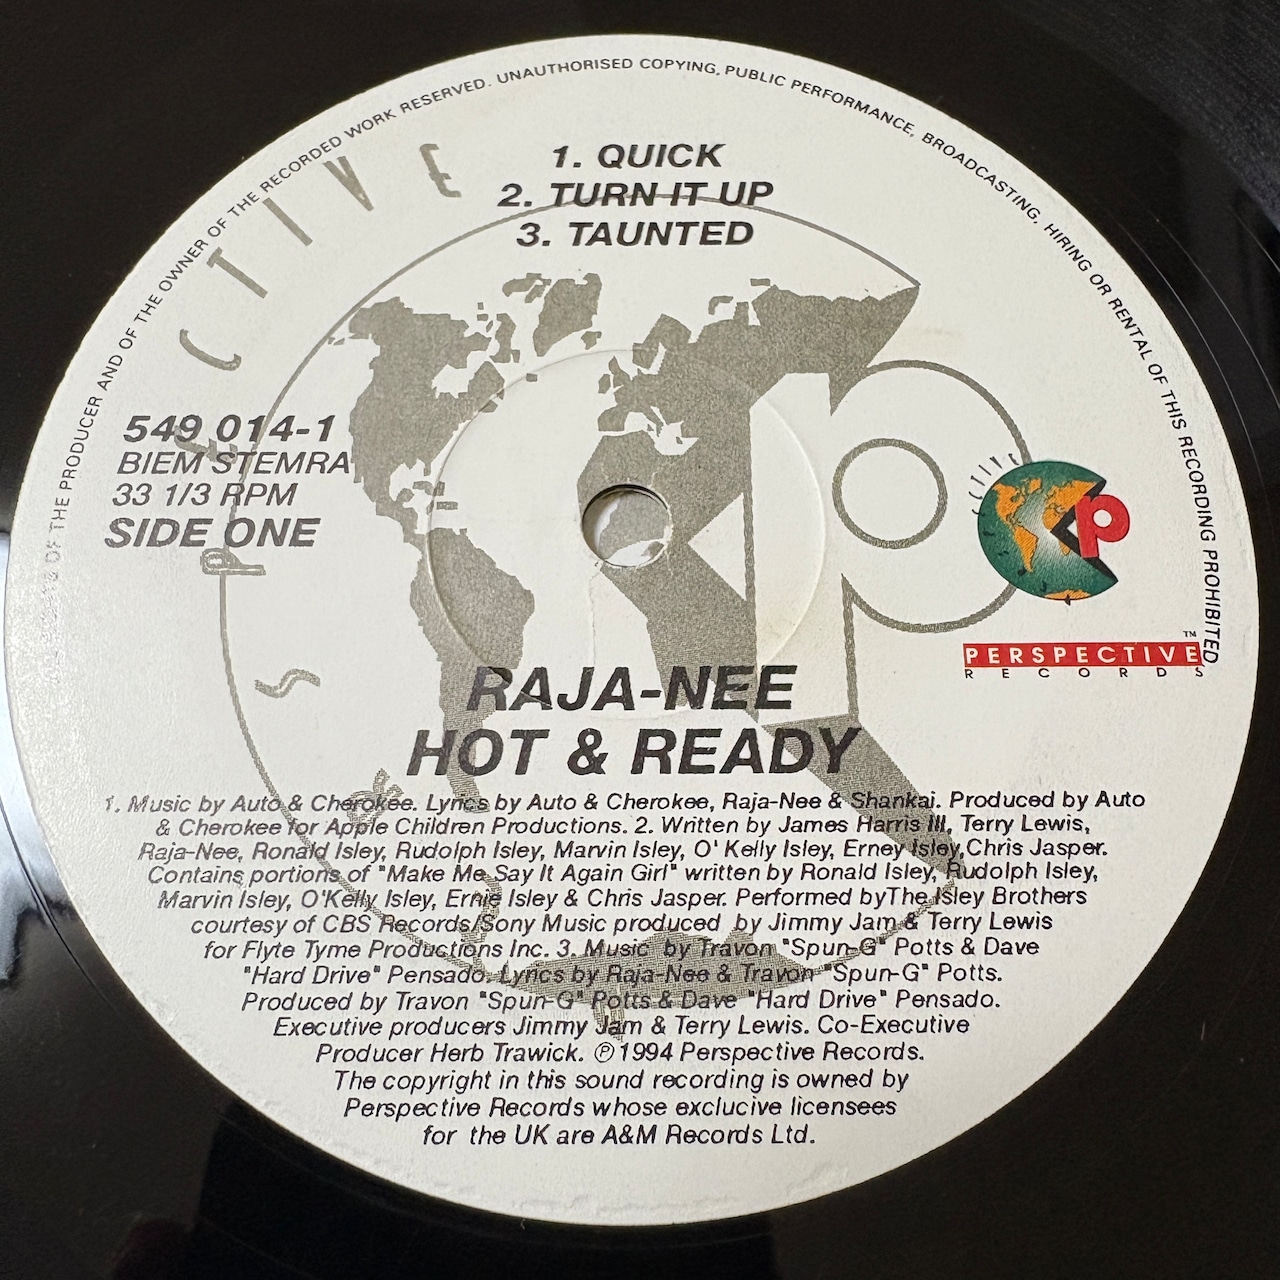 OF THE PRODUCER AND OF THE OWNER OF THE RECORDED WORK RESERVED. UNAUTHORISED COPYING, PUBLIC PERFORMANCE, BROADCASTING, HIRING OR RENTAL OF THIS RECORDING PROHIBITED
1. QUICK
2. TURN IT UP
3. TAUNTED
549 014-1
BIEM STEMRA
33 1/3 RPM
SIDE ONE
P
CTIVE
PERSPECTIVE™
RECORDS
RAJA-NEE
HOT & READY
1. Music by Auto & Cherokee. Lyrics by Auto & Cherokee, Raja-Nee & Shankai. Produced by Auto
& Cherokee for Apple Children Productions. 2. Written by James Harris III, Terry Lewis,
Raja-Nee, Ronald Isley, Rudolph Isley, Marvin Isley, O' Kelly Isley, Erney Isley,Chris Jasper.
Contains portions of "Make Me Say It Again Girl" written by Ronald Isley, Rudolph Isley,
Marvin Isley, O'Kelly Isley, Ernie Isley & Chris Jasper. Performed byThe Isley Brothers
courtesy of CBS Records/Sony Music produced by Jimmy Jam & Terry Lewis
for Flyte Tyme Productions Inc. 3. Music by Travon "Spun-G" Potts & Dave
"Hard Drive" Pensado. Lyrics by Raja-Nee & Travon "Spun-G" Potts.
Produced by Travon "Spun-G" Potts & Dave "Hard Drive" Pensado.
Executive producers Jimmy Jam & Terry Lewis. Co-Executive
Producer Herb Trawick. ℗1994 Perspective Records.
The copyright in this sound recording is owned by
Perspective Records whose exclucive licensees
for the UK are A&M Records Ltd.